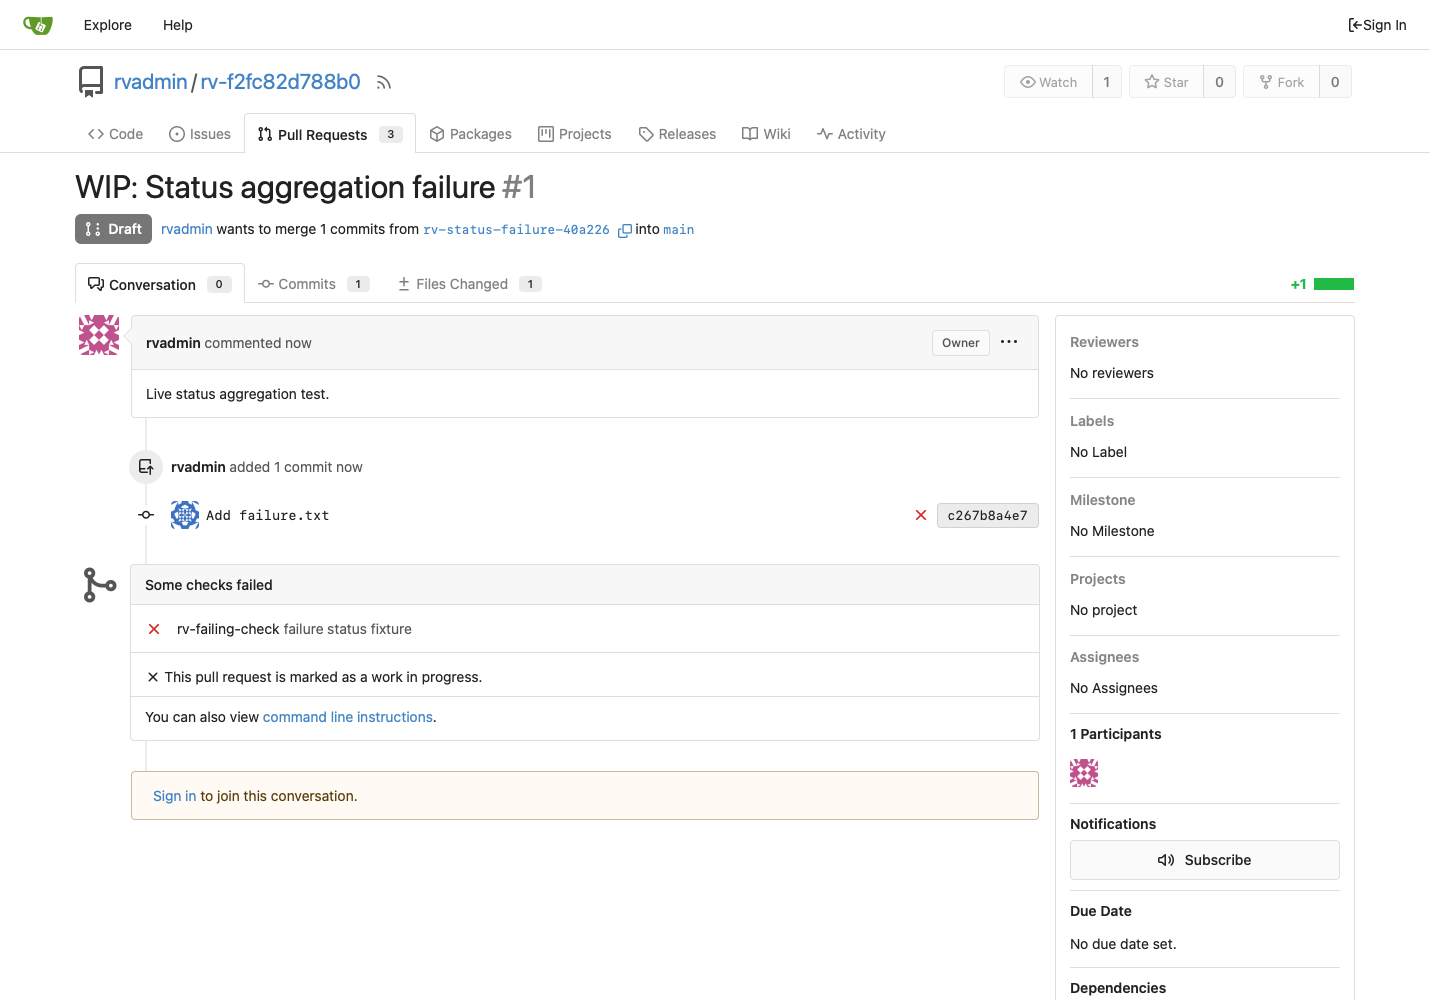 Explore Help Sign In
rvadmin / rv-f2fc82d788b0 Watch 1 Star 0 Fork 0
Code Issues Pull Requests 3 Packages Projects Releases Wiki Activity
WIP: Status aggregation failure #1
Draft rvadmin wants to merge 1 commits from rv-status-failure-40a226 into main
Conversation 0 Commits 1 Files Changed 1 +1
rvadmin commented now Owner ···
Live status aggregation test.
rvadmin added 1 commit now
Add failure.txt c267b8a4e7
Some checks failed
rv-failing-check failure status fixture
This pull request is marked as a work in progress.
You can also view command line instructions.
Sign in to join this conversation.
Reviewers
No reviewers
Labels
No Label
Milestone
No Milestone
Projects
No project
Assignees
No Assignees
1 Participants
Notifications
Subscribe
Due Date
No due date set.
Dependencies